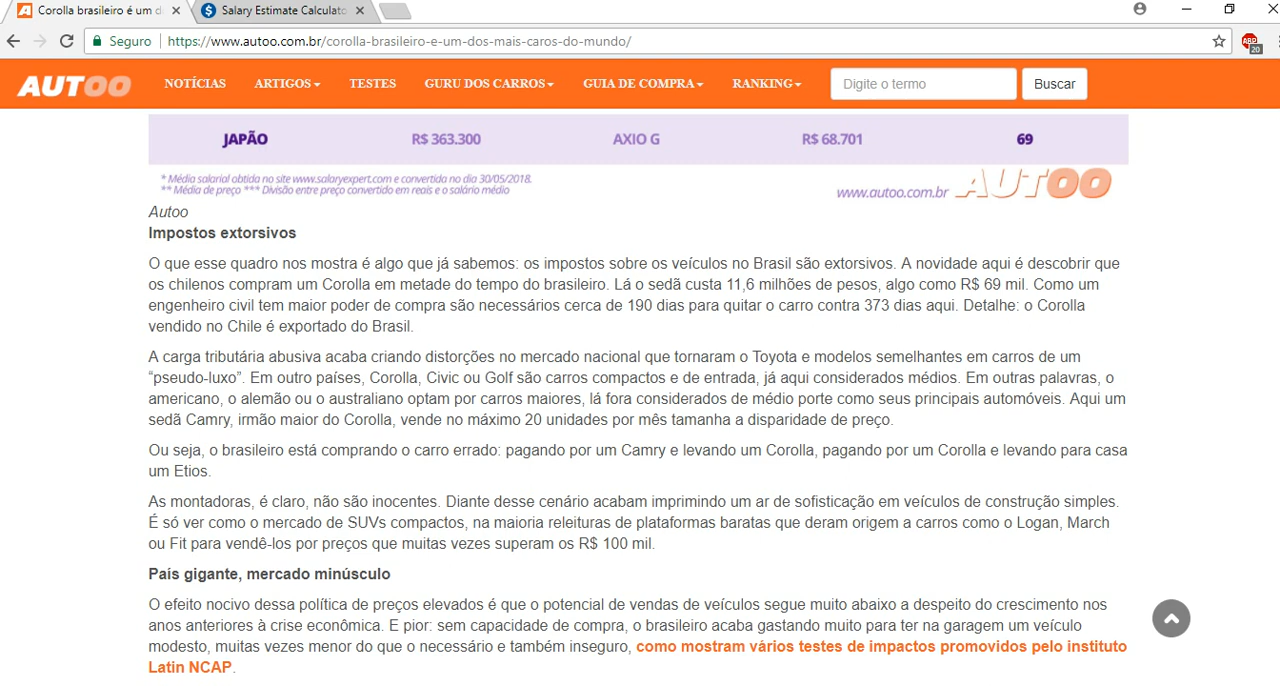 Corolla brasileiro é um d
Salary Estimate Calculato
Seguro
https://www.autoo.com.br/corolla-brasileiro-e-um-dos-mais-caros-do-mundo/
ABP
20
AUTOO
NOTÍCIAS
ARTIGOS
TESTES
GURU DOS CARROS
GUIA DE COMPRA
RANKING
Digite o termo
Buscar
JAPÃO R$ 363.300 AXIO G R$ 68.701 69
* Média salarial obtida no site www.salaryexpert.com e convertida no dia 30/05/2018.
** Média de preço *** Divisão entre preço convertido em reais e o salário médio
www.autoo.com.br AUTOO
Autoo
Impostos extorsivos
O que esse quadro nos mostra é algo que já sabemos: os impostos sobre os veículos no Brasil são extorsivos. A novidade aqui é descobrir que
os chilenos compram um Corolla em metade do tempo do brasileiro. Lá o sedã custa 11,6 milhões de pesos, algo como R$ 69 mil. Como um
engenheiro civil tem maior poder de compra são necessários cerca de 190 dias para quitar o carro contra 373 dias aqui. Detalhe: o Corolla
vendido no Chile é exportado do Brasil.
A carga tributária abusiva acaba criando distorções no mercado nacional que tornaram o Toyota e modelos semelhantes em carros de um
“pseudo-luxo”. Em outro países, Corolla, Civic ou Golf são carros compactos e de entrada, já aqui considerados médios. Em outras palavras, o
americano, o alemão ou o australiano optam por carros maiores, lá fora considerados de médio porte como seus principais automóveis. Aqui um
sedã Camry, irmão maior do Corolla, vende no máximo 20 unidades por mês tamanha a disparidade de preço.
Ou seja, o brasileiro está comprando o carro errado: pagando por um Camry e levando um Corolla, pagando por um Corolla e levando para casa
um Etios.
As montadoras, é claro, não são inocentes. Diante desse cenário acabam imprimindo um ar de sofisticação em veículos de construção simples.
É só ver como o mercado de SUVs compactos, na maioria releituras de plataformas baratas que deram origem a carros como o Logan, March
ou Fit para vendê-los por preços que muitas vezes superam os R$ 100 mil.
País gigante, mercado minúsculo
O efeito nocivo dessa política de preços elevados é que o potencial de vendas de veículos segue muito abaixo a despeito do crescimento nos
anos anteriores à crise econômica. E pior: sem capacidade de compra, o brasileiro acaba gastando muito para ter na garagem um veículo
modesto, muitas vezes menor do que o necessário e também inseguro, como mostram vários testes de impactos promovidos pelo instituto
Latin NCAP.